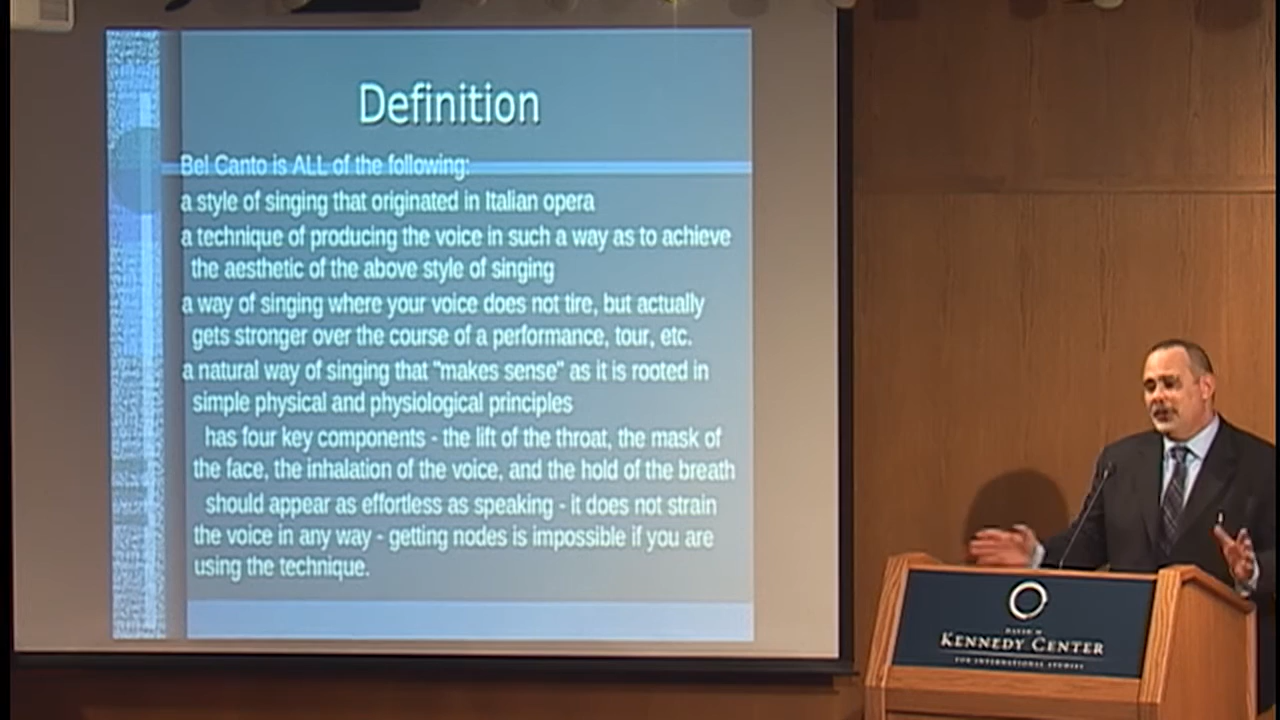 Definition
Bel Canto is ALL of the following:
a style of singing that originated in Italian opera
a technique of producing the voice in such a way as to achieve
the aesthetic of the above style of singing
a way of singing where your voice does not tire, but actually
gets stronger over the course of a performance, tour, etc.
a natural way of singing that "makes sense" as it is rooted in
simple physical and physiological principles
has four key components - the lift of the throat, the mask of
the face, the inhalation of the voice, and the hold of the breath
should appear as effortless as speaking - it does not strain
the voice in any way - getting nodes is impossible if you are
using the technique.
DAVID M
KENNEDY CENTER
FOR INTERNATIONAL STUDIES